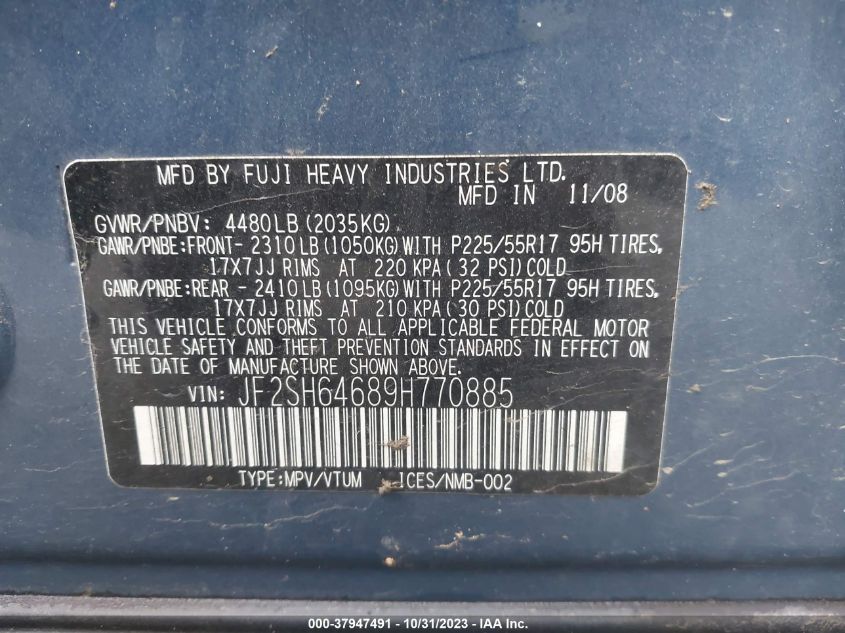 MFD BY FUJI HEAVY INDUSTRIES LTD.
MFD IN 11/08
GVWR/PNBV: 4480LB (2035KG)
GAWR/PNBE:FRONT- 2310LB(1050KG)WITH P225/55R17 95H TIRES,
17X7JJ RIMS AT 220 KPA(32 PSI)COLD
GAWR/PNBE:REAR - 2410LB(1095KG)WITH P225/55R17 95H TIRES,
17X7JJ RIMS AT 210 KPA(30 PSI)COLD
THIS VEHICLE CONFORMS TO ALL APPLICABLE FEDERAL MOTOR
VEHICLE SAFETY AND THEFT PREVENTION STANDARDS IN EFFECT ON
THE DATE OF MANUFACTURE SHOWN ABOVE.
VIN: JF2SH64689H770885
TYPE:MPV/VTUM ICES/NMB-002
000-37947491 - 10/31/2023 - IAA Inc.